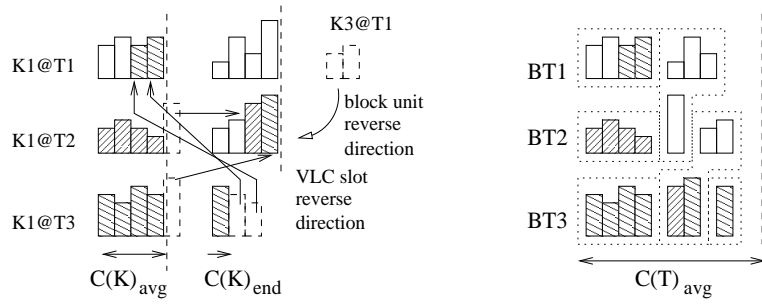 K3@T1
K1@T1
BT1
block unit
reverse
direction
K1@T2
BT2
VLC slot
reverse
direction
K1@T3
BT3
C(K)avg
C(K)end
C(T)avg